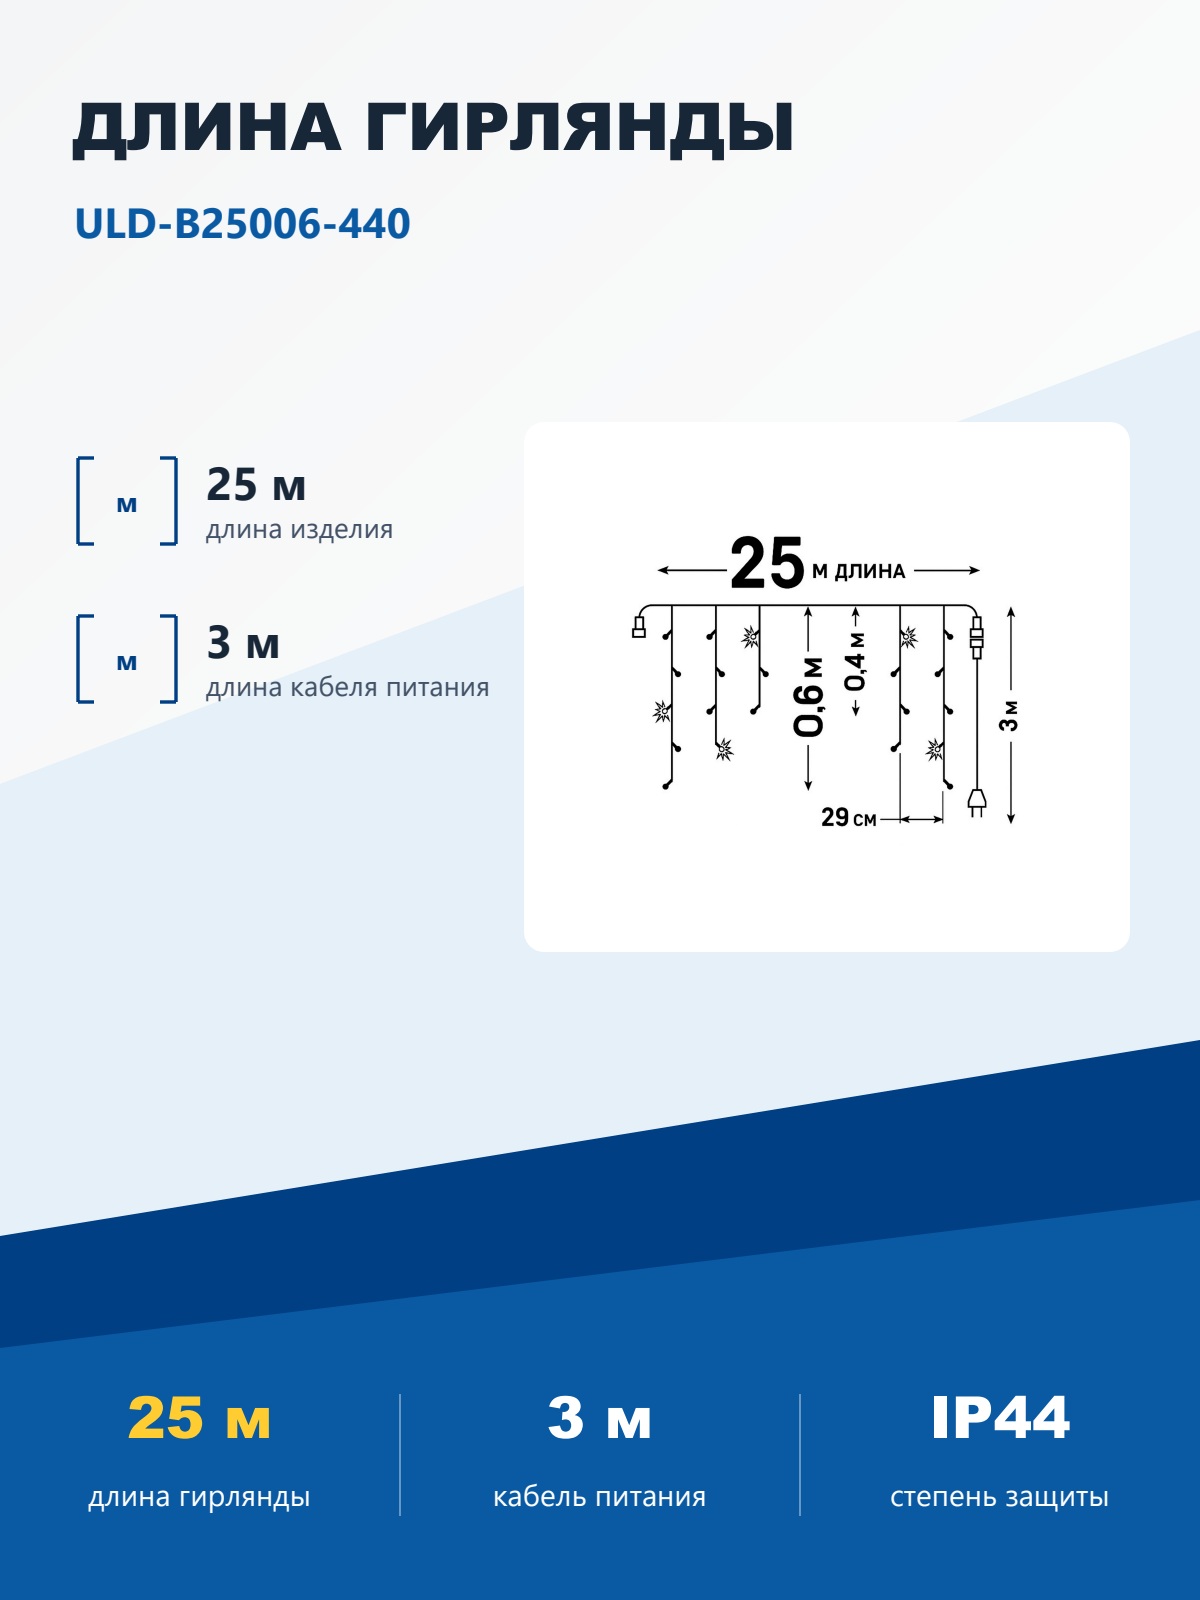 ДЛИНА ГИРЛЯНДЫ
ULD-B25006-440
м
25 м
длина изделия
м
3 м
длина кабеля питания
25 м ДЛИНА
0,6 м
0,4 м
3 м
29 см
25 м
длина гирлянды
3 м
кабель питания
IP44
степень защиты